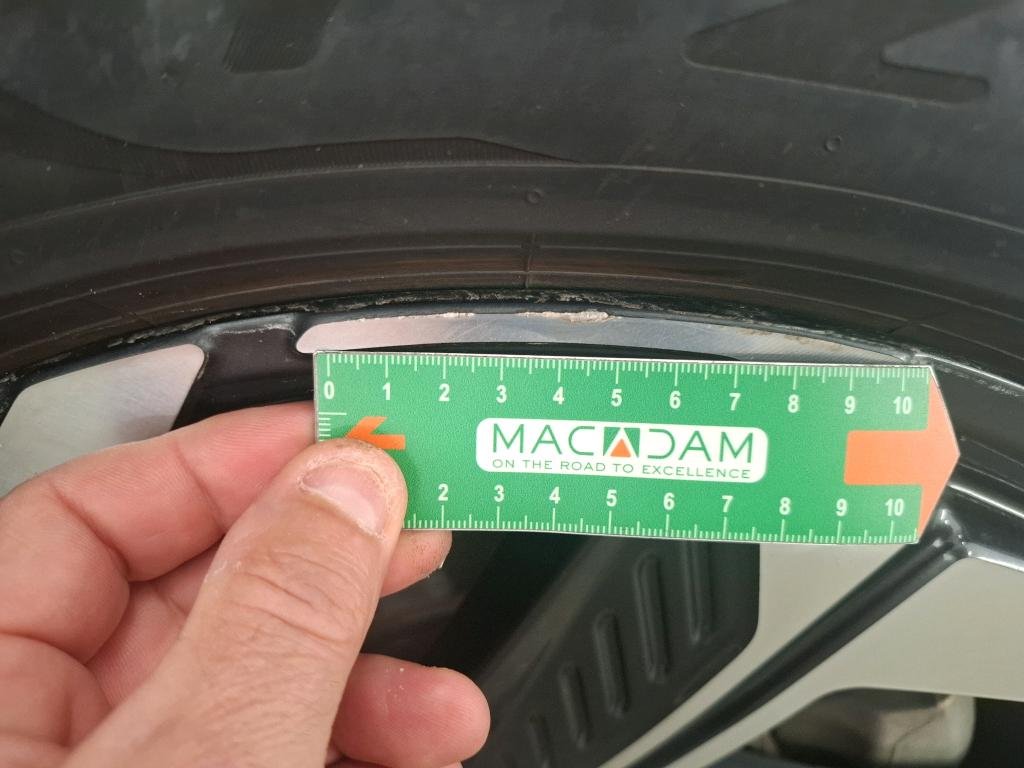 0 1 2 3 4 5 6 7 8 9 10
MACADAM
ON THE ROAD TO EXCELLENCE
2 3 4 5 6 7 8 9 10